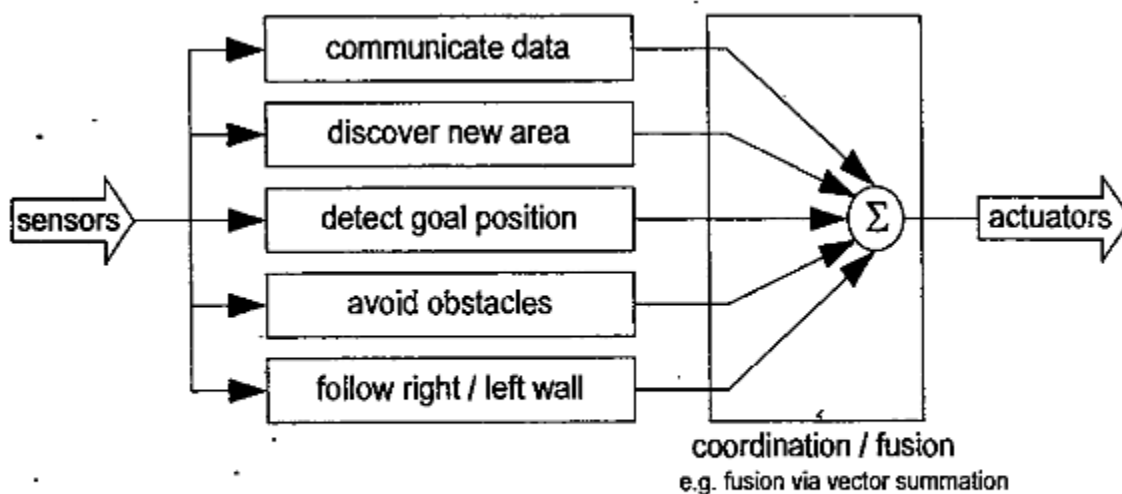 communicate data
discover new area
sensors
detect goal position
Σ
actuators
avoid obstacles
follow right / left wall
coordination / fusion
e.g. fusion via vector summation